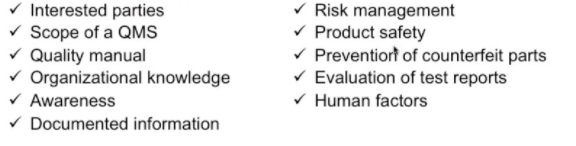 ✓ Interested parties
✓ Scope of a QMS
✓ Quality manual
✓ Organizational knowledge
✓ Awareness
✓ Documented information
✓ Risk management
✓ Product safety
✓ Prevention of counterfeit parts
✓ Evaluation of test reports
✓ Human factors